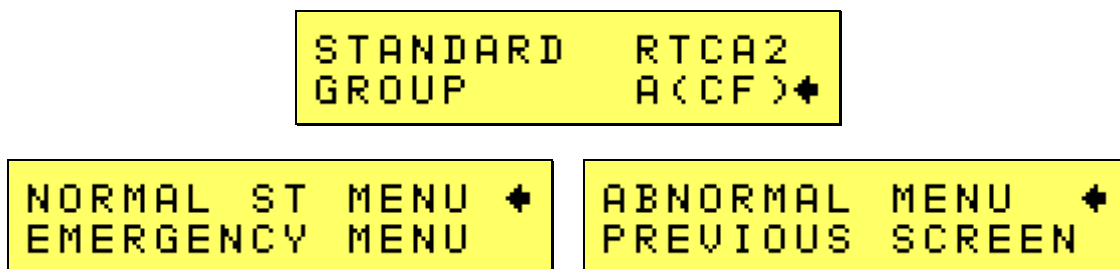 STANDARD RTCA2
GROUP A(CF)←
NORMAL ST MENU ←
EMERGENCY MENU
ABNORMAL MENU ←
PREVIOUS SCREEN